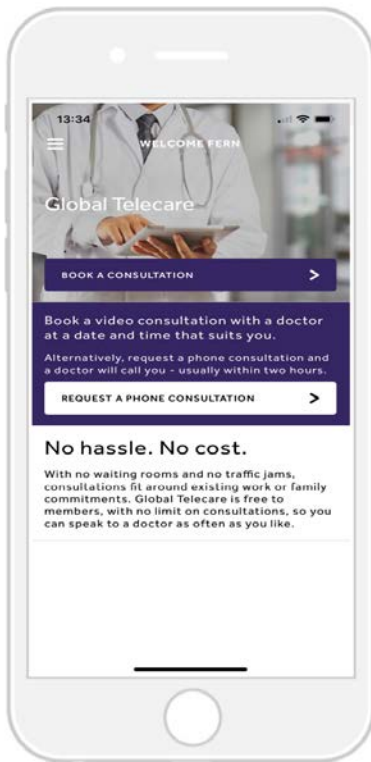 13:34
WELCOME FERN
Global Telecare
BOOK A CONSULTATION >
Book a video consultation with a doctor
at a date and time that suits you.
Alternatively, request a phone consultation and
a doctor will call you - usually within two hours.
REQUEST A PHONE CONSULTATION >
No hassle. No cost.
With no waiting rooms and no traffic jams,
consultations fit around existing work or family
commitments. Global Telecare is free to
members, with no limit on consultations, so you
can speak to a doctor as often as you like.